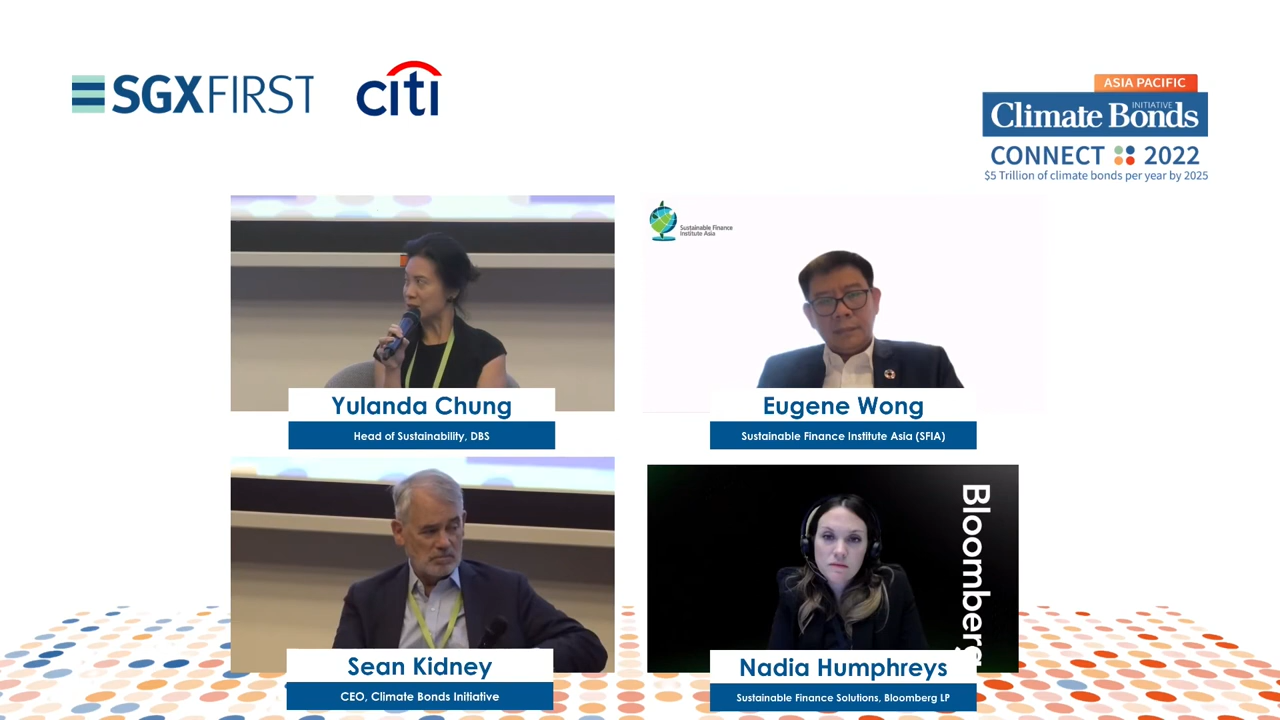 SGXFIRST
citi
ASIA PACIFIC
Climate Bonds
INITIATIVE
CONNECT 2022
$5 Trillion of climate bonds per year by 2025
Sustainable Finance
Institute Asia
Yulanda Chung
Head of Sustainability, DBS
Eugene Wong
Sustainable Finance Institute Asia (SFIA)
Bloomberg
Sean Kidney
CEO, Climate Bonds Initiative
Nadia Humphreys
Sustainable Finance Solutions, Bloomberg LP